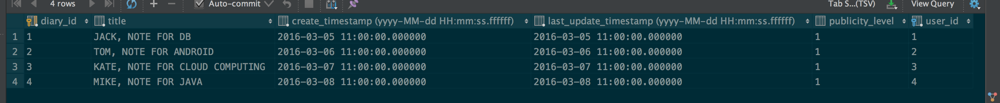 4 rows Auto-commit Tab S...(TSV) View Query
diary_id title create_timestamp (yyyy-MM-dd HH:mm:ss.ffffff) last_update_timestamp (yyyy-MM-dd HH:mm:ss.ffffff) publicity_level user_id
1 1 JACK, NOTE FOR DB 2016-03-05 11:00:00.000000 2016-03-05 11:00:00.000000 1 1
2 2 TOM, NOTE FOR ANDROID 2016-03-06 11:00:00.000000 2016-03-06 11:00:00.000000 1 2
3 3 KATE, NOTE FOR CLOUD COMPUTING 2016-03-07 11:00:00.000000 2016-03-07 11:00:00.000000 1 3
4 4 MIKE, NOTE FOR JAVA 2016-03-08 11:00:00.000000 2016-03-08 11:00:00.000000 1 4